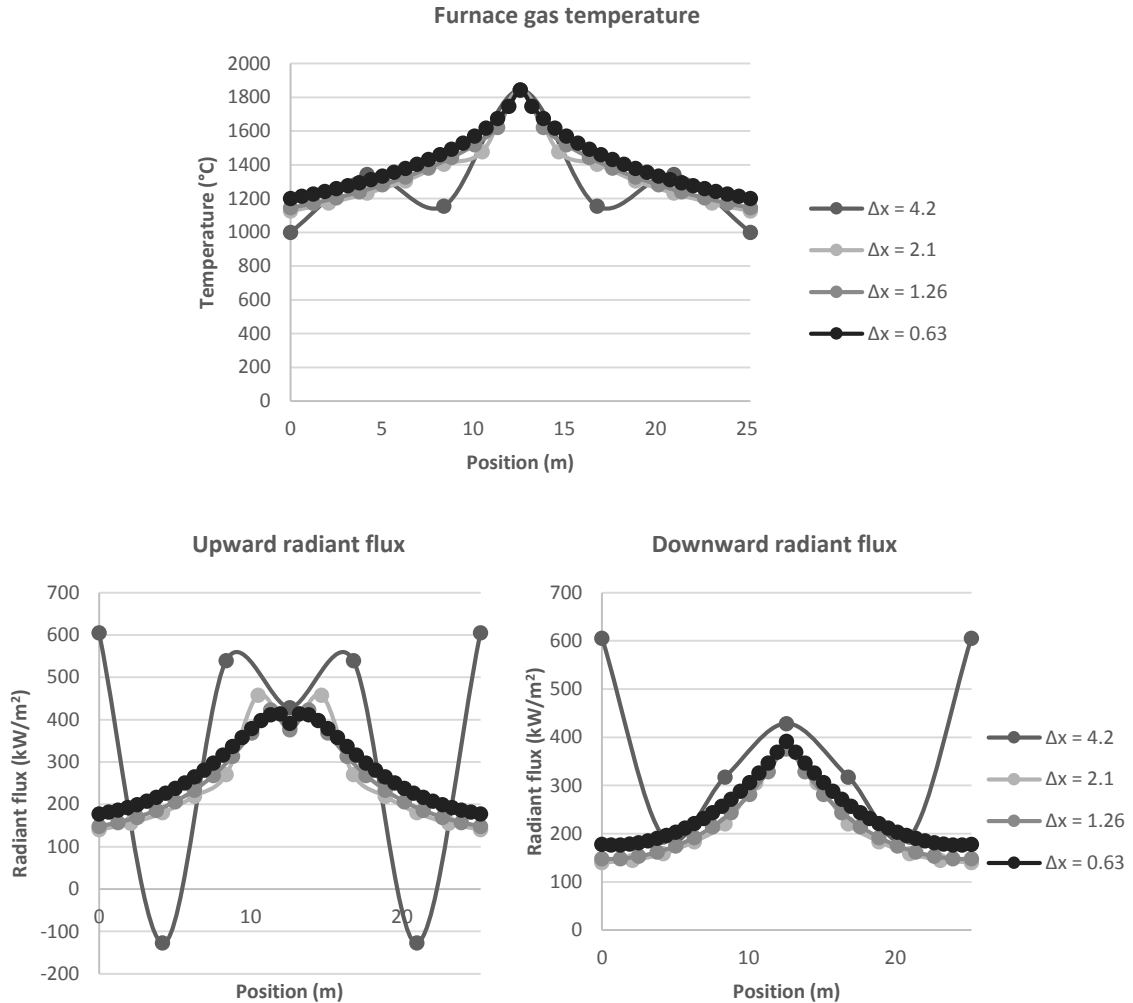 Furnace gas temperature
2000
1800
1600
1400
1200
1000
800
600
400
200
0
Temperature (°C)
0 5 10 15 20 25
Position (m)
Δx = 4.2
Δx = 2.1
Δx = 1.26
Δx = 0.63
Upward radiant flux
700
600
500
400
300
200
100
0
-100
-200
Radiant flux (kW/m²)
0 10 20
Position (m)
Downward radiant flux
700
600
500
400
300
200
100
0
Radiant flux (kW/m²)
0 10 20
Position (m)
Δx = 4.2
Δx = 2.1
Δx = 1.26
Δx = 0.63